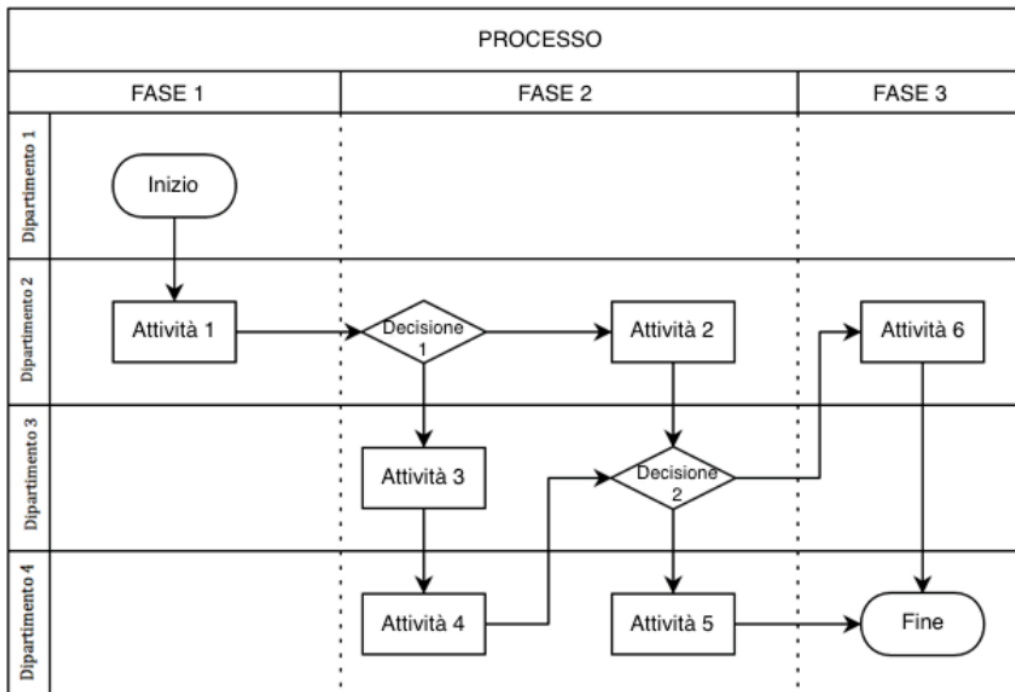 PROCESSO
FASE 1
FASE 2
FASE 3
Dipartimento 1
Inizio
Dipartimento 2
Attività 1
Decisione
1
Attività 2
Attività 6
Dipartimento 3
Attività 3
Decisione
2
Dipartimento 4
Attività 4
Attività 5
Fine